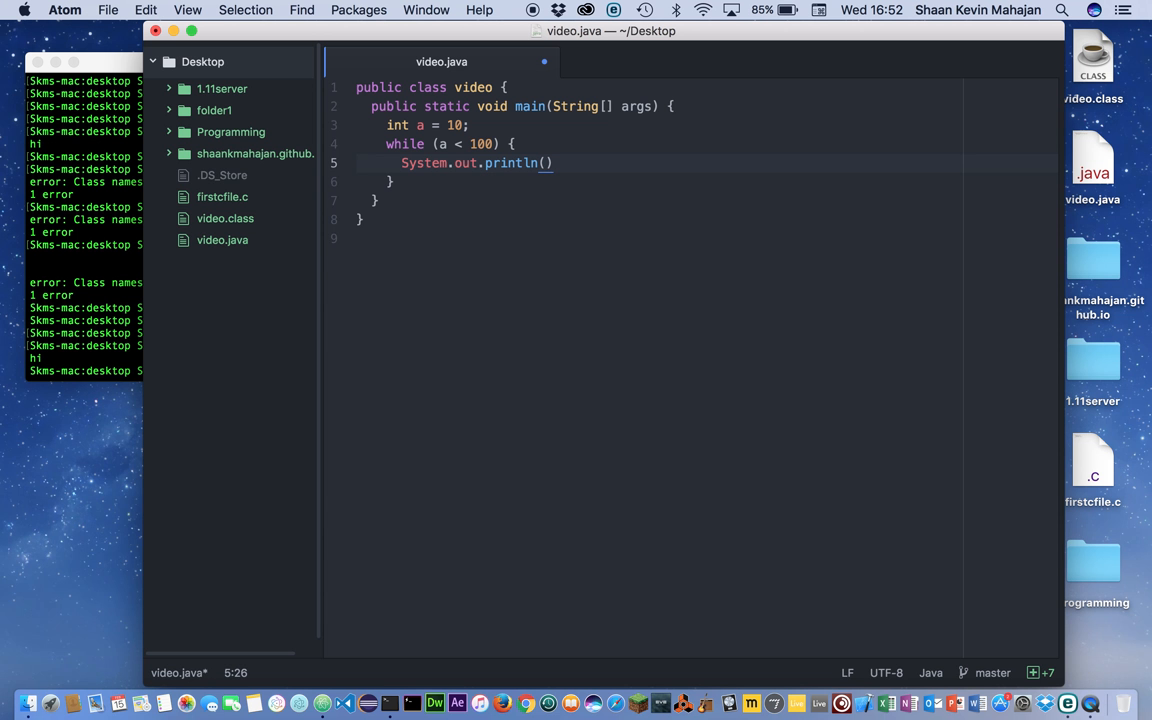 Atom File Edit View Selection Find Packages Window Help 85% Wed 16:52 Shaan Kevin Mahajan
video.java — ~/Desktop
[Skms-mac:desktop S
[Skms-mac:desktop S
[Skms-mac:desktop S
[Skms-mac:desktop S
[Skms-mac:desktop S
hi
[Skms-mac:desktop S
[Skms-mac:desktop S
error: Class names
1 error
[Skms-mac:desktop S
error: Class names
1 error
[Skms-mac:desktop S
error: Class names
1 error
[Skms-mac:desktop S
[Skms-mac:desktop S
[Skms-mac:desktop S
[Skms-mac:desktop S
hi
[Skms-mac:desktop S
Desktop
1.11server
folder1
Programming
shaankmahajan.github.
.DS_Store
firstcfile.c
video.class
video.java
video.java
1 public class video {
2 public static void main(String[] args) {
3 int a = 10;
4 while (a < 100) {
5 System.out.println()
6 }
7 }
8 }
9
video.java* 5:26 LF UTF-8 Java master +7
CLASS
video.class
.java
video.java
ankmahajan.git
hub.io
1.11server
.C
firstcfile.c
rogramming
15 Dw Ae Live Live